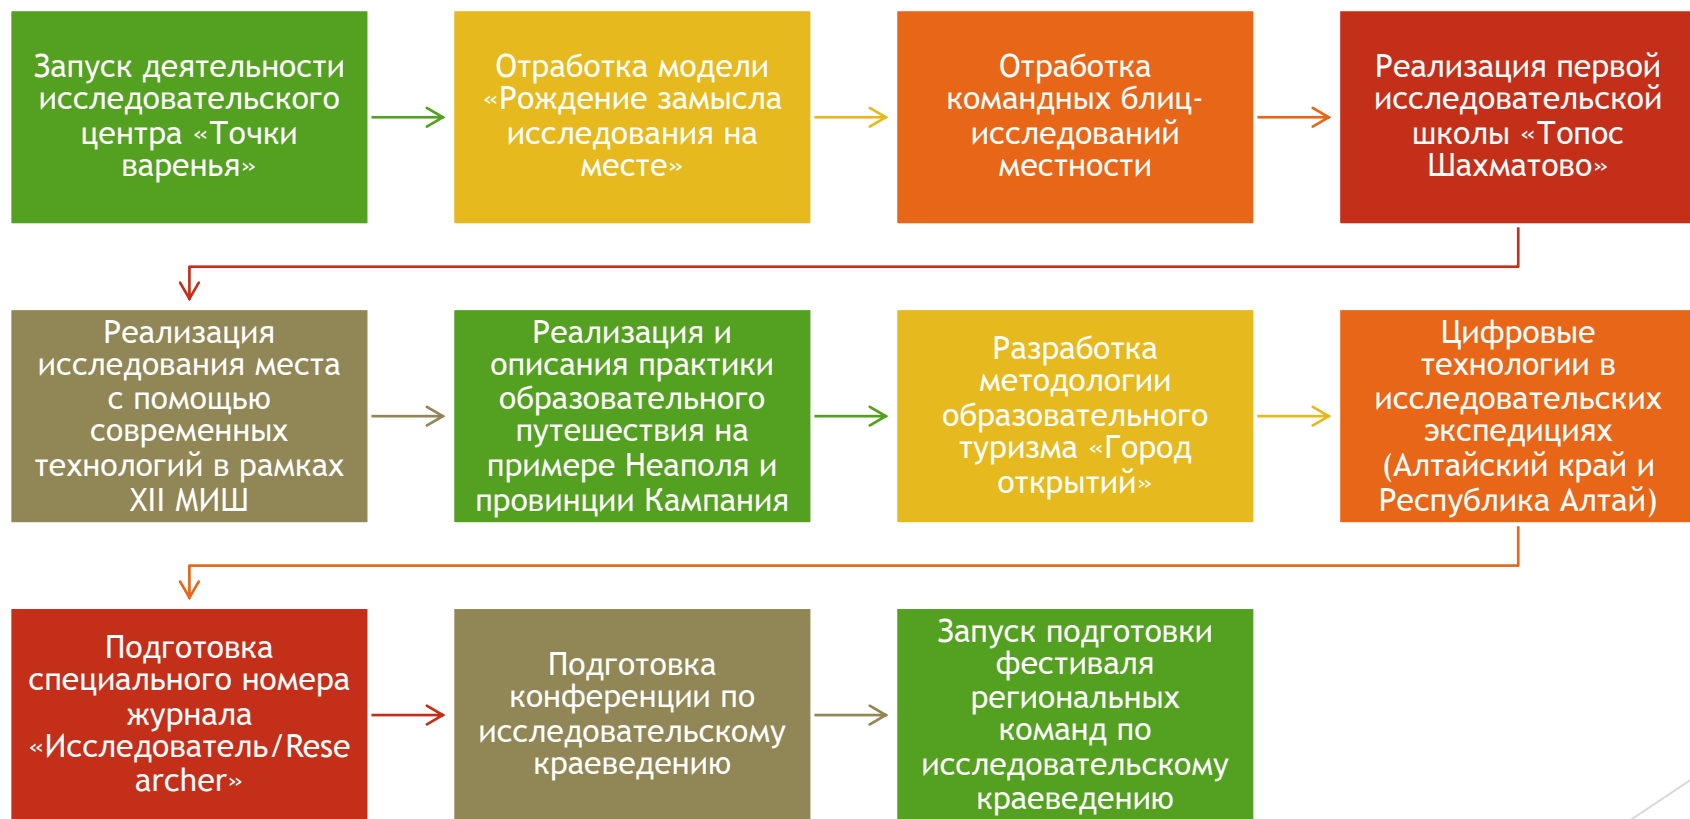 Запуск деятельности
исследовательского
центра «Точки
варенья»
Отработка модели
«Рождение замысла
исследования на
месте»
Отработка
командных блиц-
исследований
местности
Реализация первой
исследовательской
школы «Топос
Шахматово»
Реализация
исследования места
с помощью
современных
технологий в рамках
XII МИШ
Реализация и
описания практики
образовательного
путешествия на
примере Неаполя и
провинции Кампания
Разработка
методологии
образовательного
туризма «Город
открытий»
Цифровые
технологии в
исследовательских
экспедициях
(Алтайский край и
Республика Алтай)
Подготовка
специального номера
журнала
«Исследователь/Rese
archer»
Подготовка
конференции по
исследовательскому
краеведению
Запуск подготовки
фестиваля
региональных
команд по
исследовательскому
краеведению